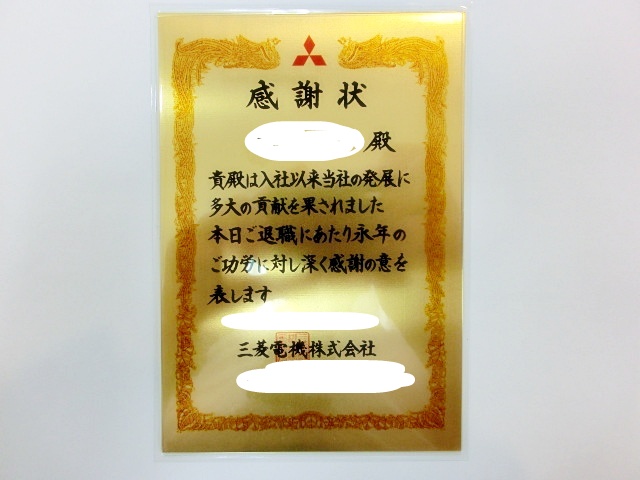 感謝状
殿
貴殿は入社以来当社の発展に
多大の貢献を果されました
本日ご退職にあたり永年の
ご功労に対し深く感謝の意を
表します
三菱電機株式会社